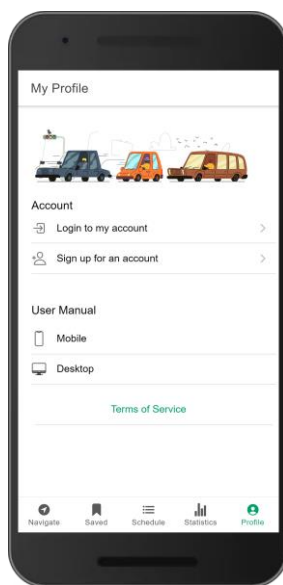 My Profile
Account
Login to my account
Sign up for an account
User Manual
Mobile
Desktop
Terms of Service
Navigate
Saved
Schedule
Statistics
Profile